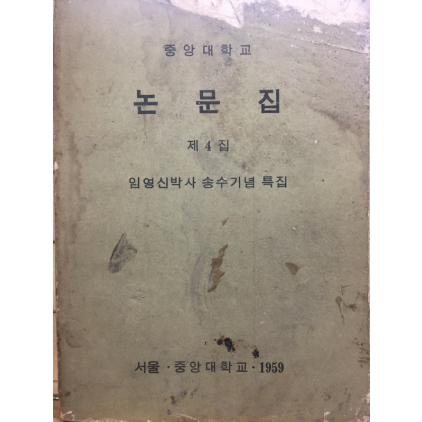 중앙대학교
논문집
제 4 집
임영신박사 송수기념 특집
서울 · 중앙대학교 · 1959